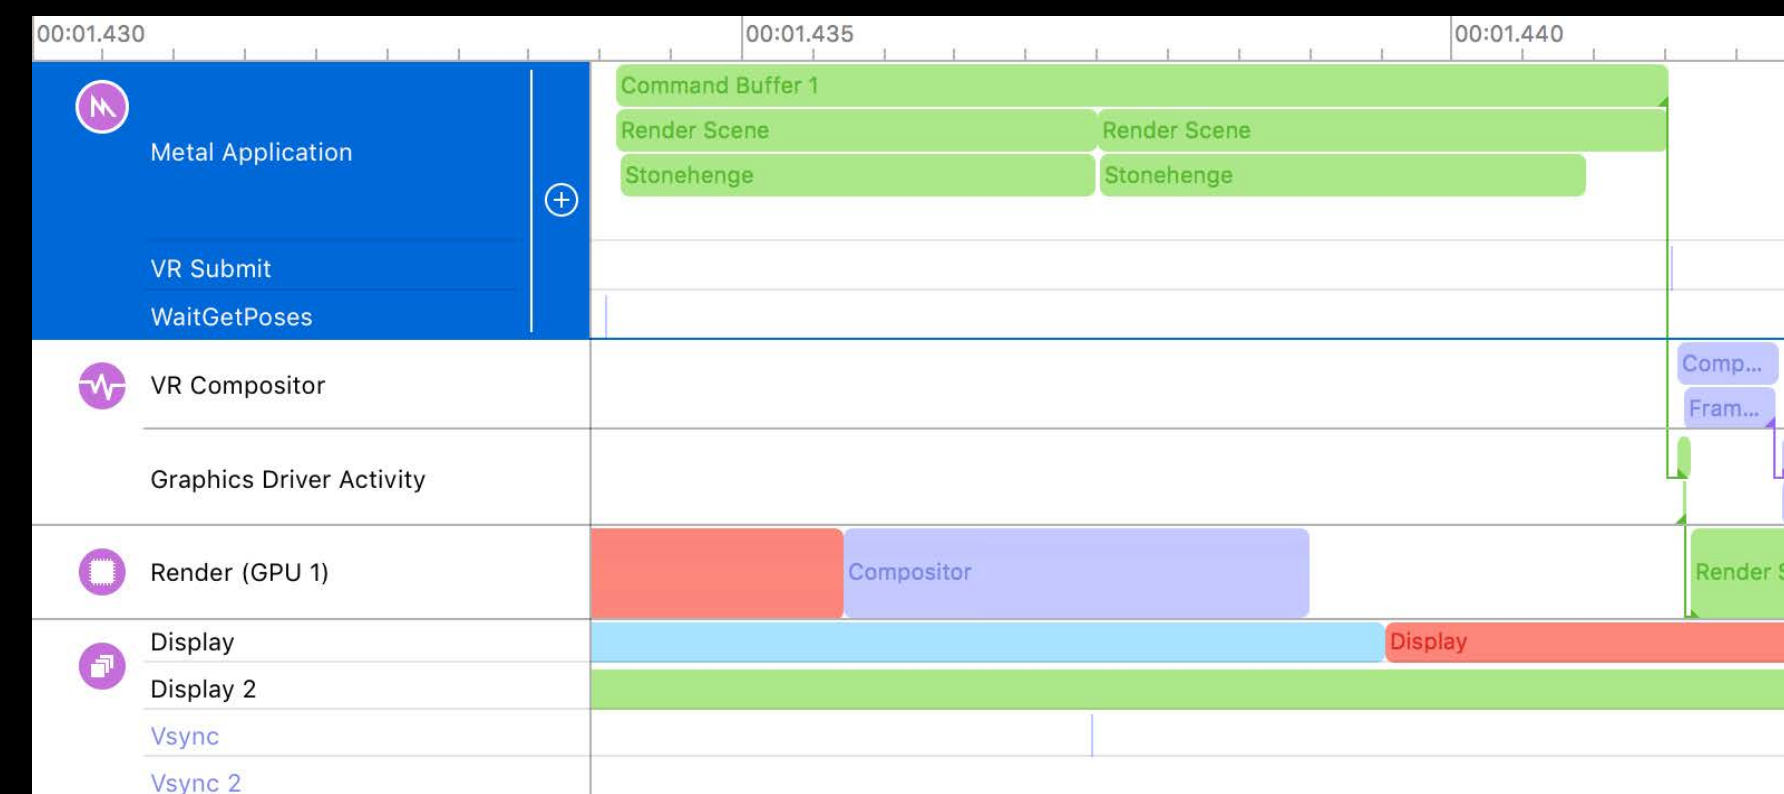 00:01.430 00:01.435 00:01.440
Command Buffer 1
Render Scene Render Scene
Metal Application
Stonehenge Stonehenge
VR Submit
WaitGetPoses
Comp...
VR Compositor
Fram...
Graphics Driver Activity
Render (GPU 1) Compositor Render S
Display Display
Display 2
Vsync
Vsync 2